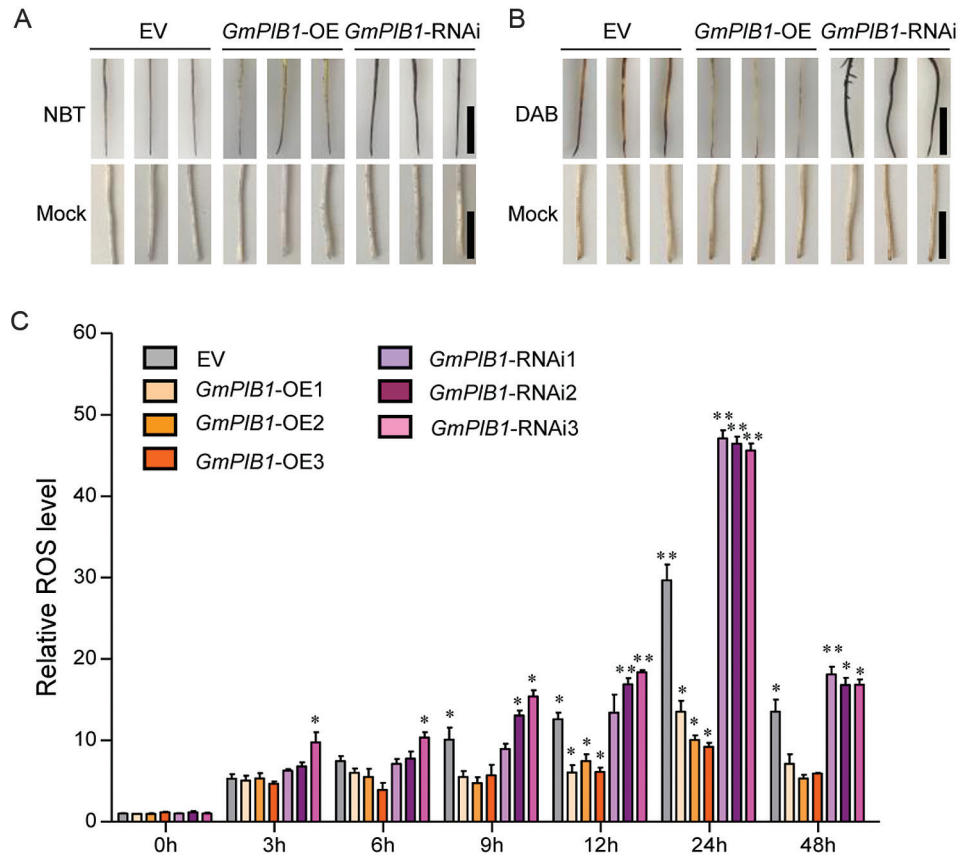 A
EV GmPIB1-OE GmPIB1-RNAi
NBT
Mock
B
EV GmPIB1-OE GmPIB1-RNAi
DAB
Mock
C
Relative ROS level
60
50
40
30
20
10
0
EV
GmPIB1-OE1
GmPIB1-OE2
GmPIB1-OE3
GmPIB1-RNAi1
GmPIB1-RNAi2
GmPIB1-RNAi3
* * * * * * ** ** * * * * ** * * * ** ** ** * ** * *
0h 3h 6h 9h 12h 24h 48h